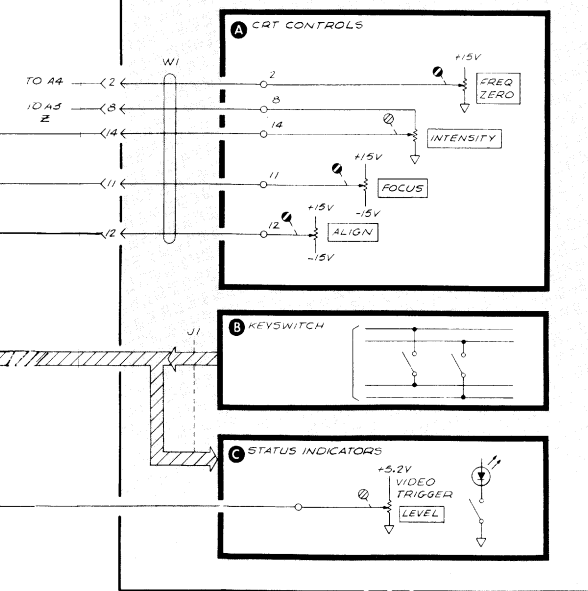 A CRT CONTROLS
W1
+15V
TO A4 2 2
FREQ
ZERO
TO A3 8 8
Z
14 14
INTENSITY
+15V
11 11
FOCUS
-15V
+15V
12 12
ALIGN
-15V
B KEYSWITCH
J1
C STATUS INDICATORS
+5.2V
VIDEO
TRIGGER
LEVEL